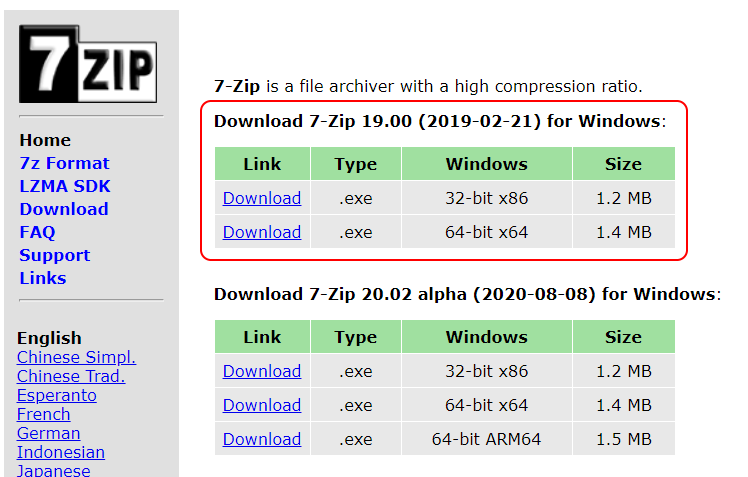 7ZIP
Home
7z Format
LZMA SDK
Download
FAQ
Support
Links
English
Chinese Simpl.
Chinese Trad.
Esperanto
French
German
Indonesian
Japanese
7-Zip is a file archiver with a high compression ratio.
Download 7-Zip 19.00 (2019-02-21) for Windows:
Link Type Windows Size
Download .exe 32-bit x86 1.2 MB
Download .exe 64-bit x64 1.4 MB
Download 7-Zip 20.02 alpha (2020-08-08) for Windows:
Link Type Windows Size
Download .exe 32-bit x86 1.2 MB
Download .exe 64-bit x64 1.4 MB
Download .exe 64-bit ARM64 1.5 MB